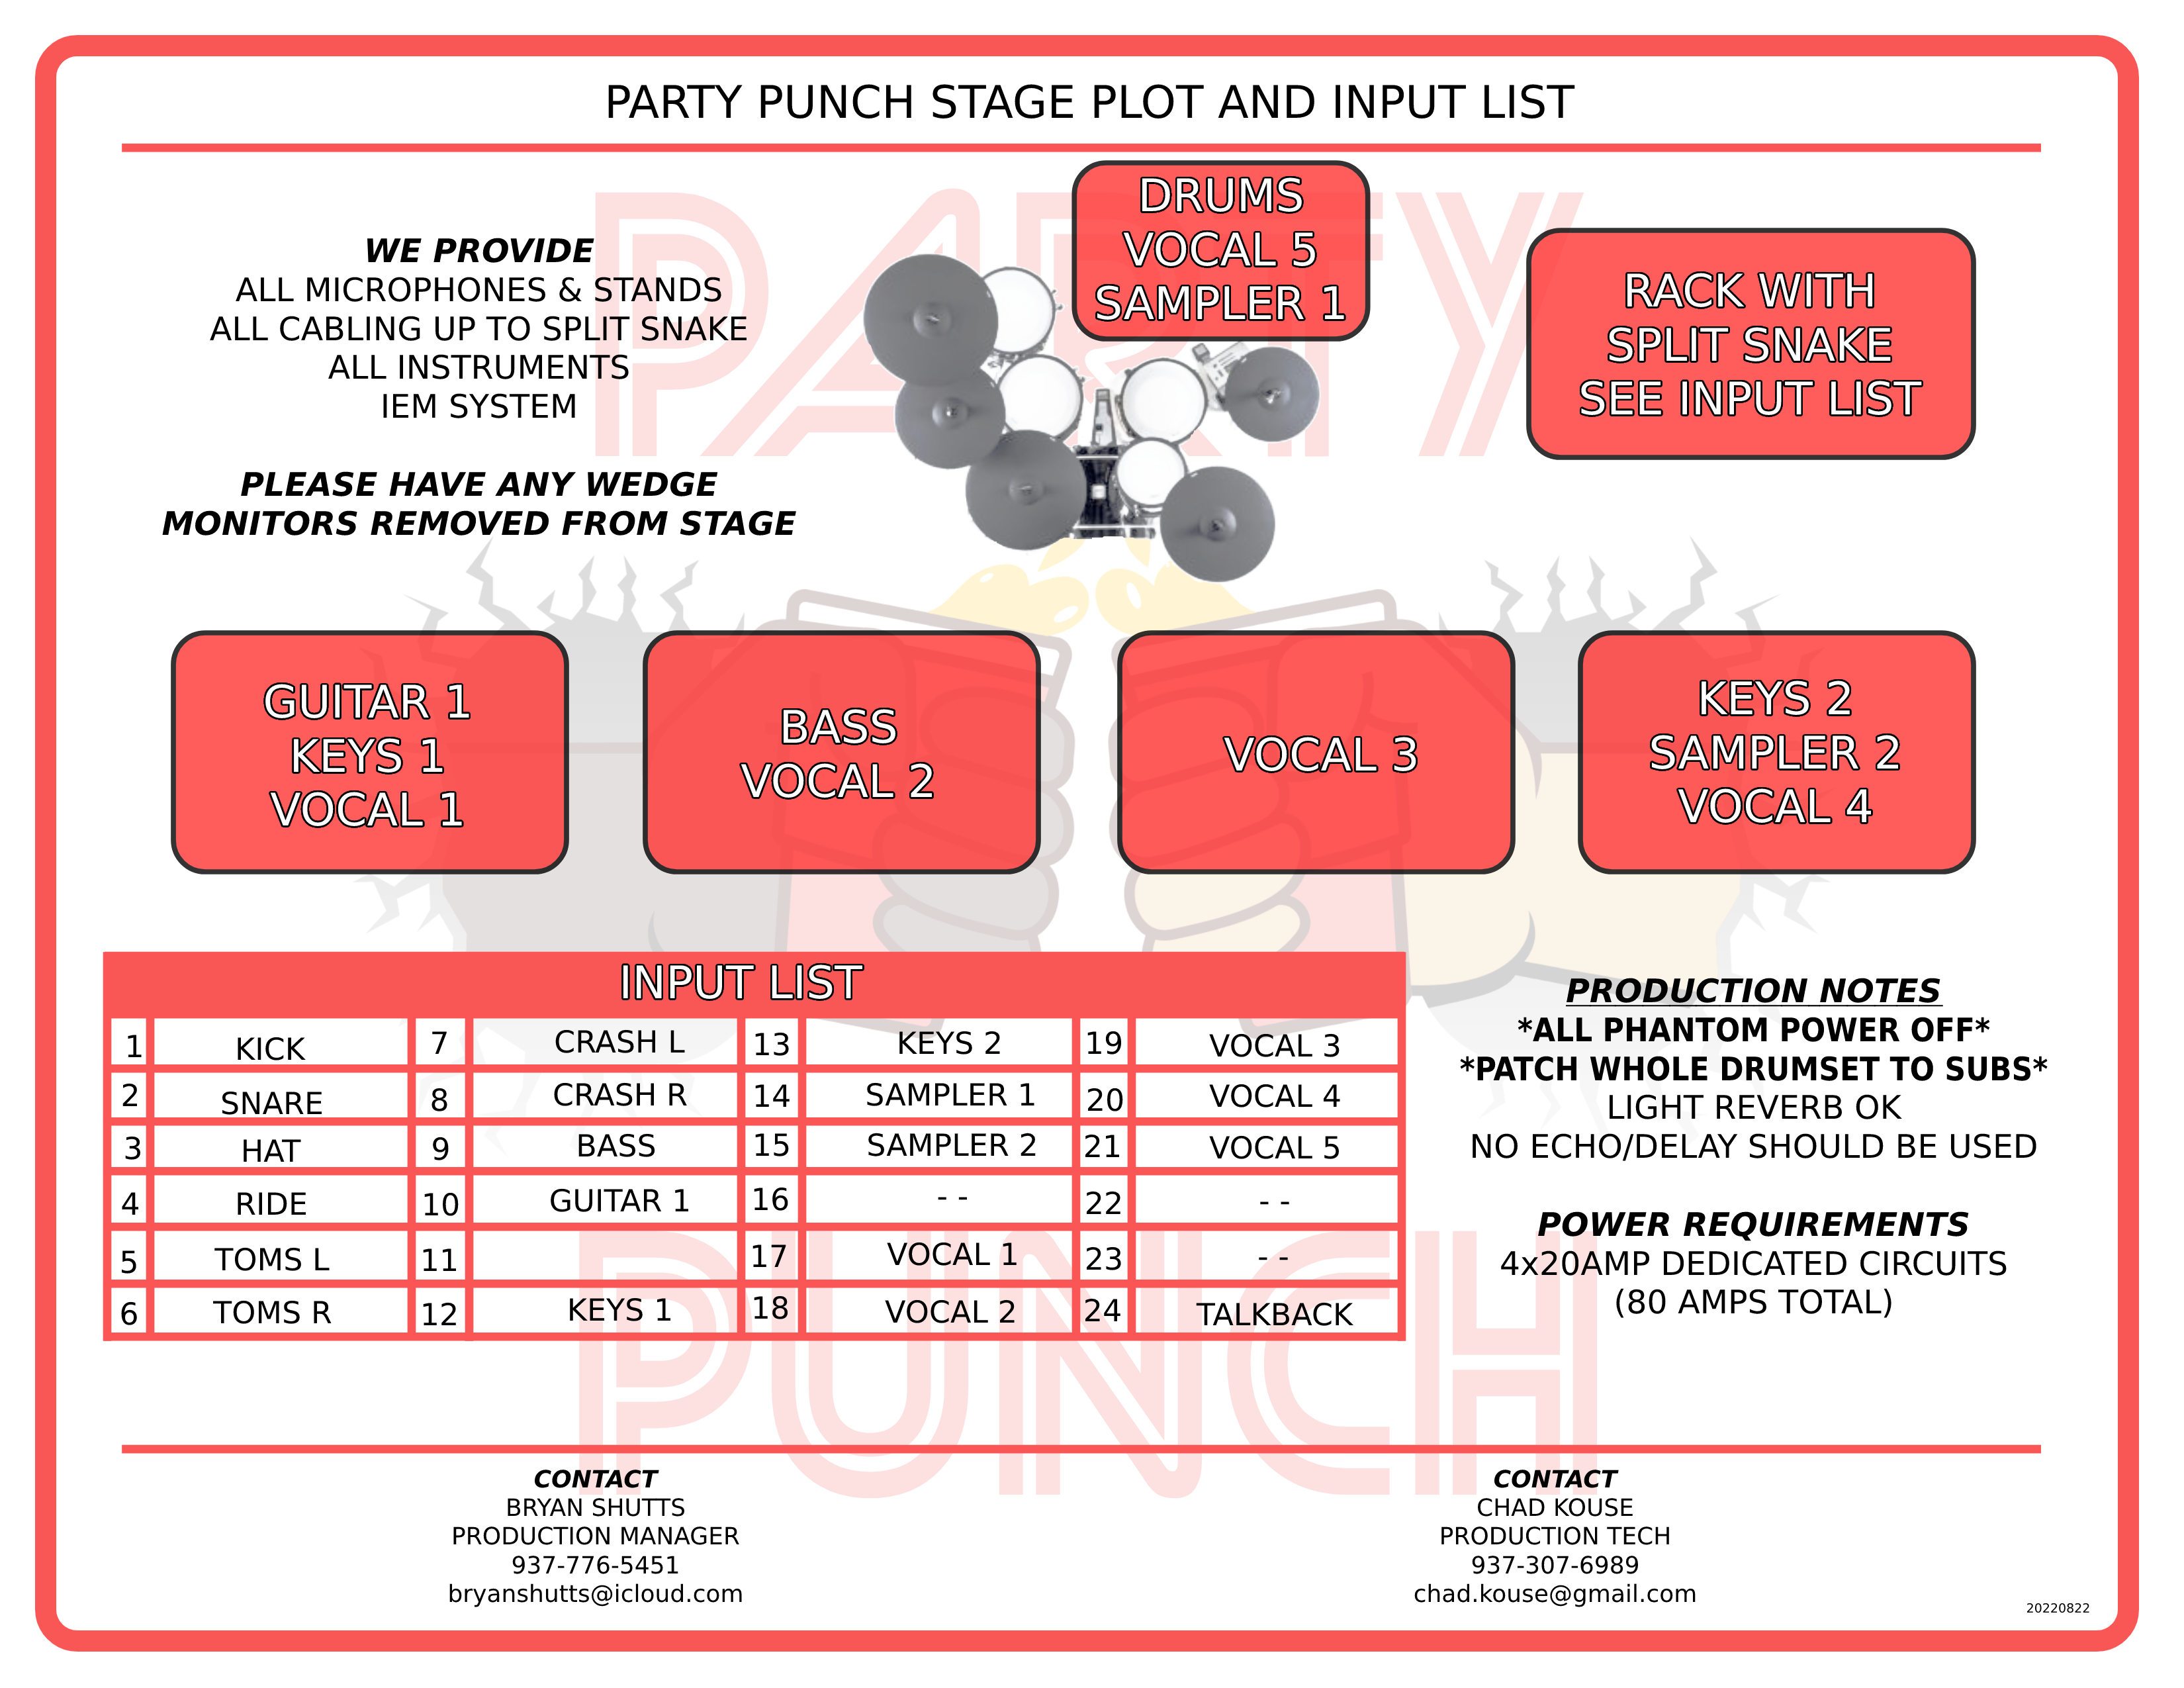 PARTY PUNCH STAGE PLOT AND INPUT LIST
PARTY
DRUMS
VOCAL 5
SAMPLER 1
WE PROVIDE
ALL MICROPHONES & STANDS
ALL CABLING UP TO SPLIT SNAKE
ALL INSTRUMENTS
IEM SYSTEM
PLEASE HAVE ANY WEDGE
MONITORS REMOVED FROM STAGE
RACK WITH
SPLIT SNAKE
SEE INPUT LIST
GUITAR 1
KEYS 1
VOCAL 1
BASS
VOCAL 2
VOCAL 3
KEYS 2
SAMPLER 2
VOCAL 4
INPUT LIST
1 KICK 7 CRASH L 13 KEYS 2 19 VOCAL 3
2 SNARE 8 CRASH R 14 SAMPLER 1 20 VOCAL 4
3 HAT 9 BASS 15 SAMPLER 2 21 VOCAL 5
4 RIDE 10 GUITAR 1 16 - - 22 - -
5 TOMS L 11 17 VOCAL 1 23 - -
6 TOMS R 12 KEYS 1 18 VOCAL 2 24 TALKBACK
PRODUCTION NOTES
*ALL PHANTOM POWER OFF*
*PATCH WHOLE DRUMSET TO SUBS*
LIGHT REVERB OK
NO ECHO/DELAY SHOULD BE USED
POWER REQUIREMENTS
4x20AMP DEDICATED CIRCUITS
(80 AMPS TOTAL)
PUNCH
CONTACT
BRYAN SHUTTS
PRODUCTION MANAGER
937-776-5451
bryanshutts@icloud.com
CONTACT
CHAD KOUSE
PRODUCTION TECH
937-307-6989
chad.kouse@gmail.com
20220822